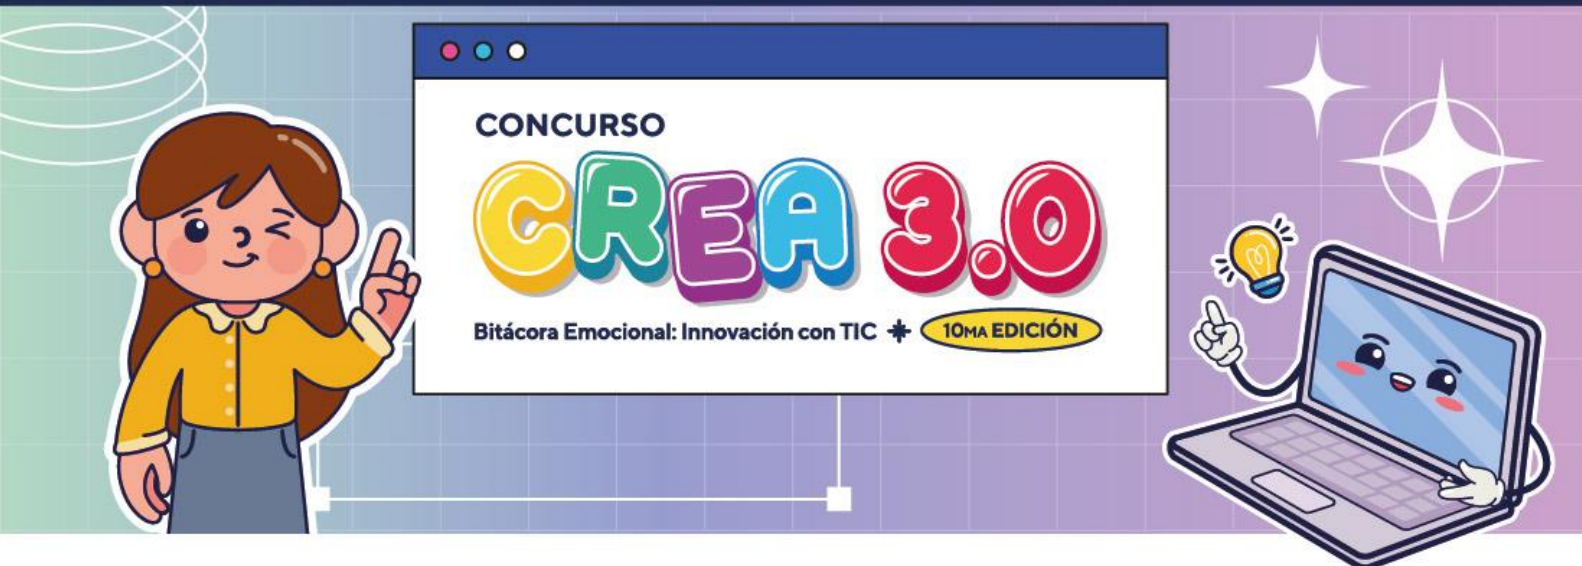 CONCURSO
CREA 3.0
Bitácora Emocional: Innovación con TIC 10MA EDICIÓN